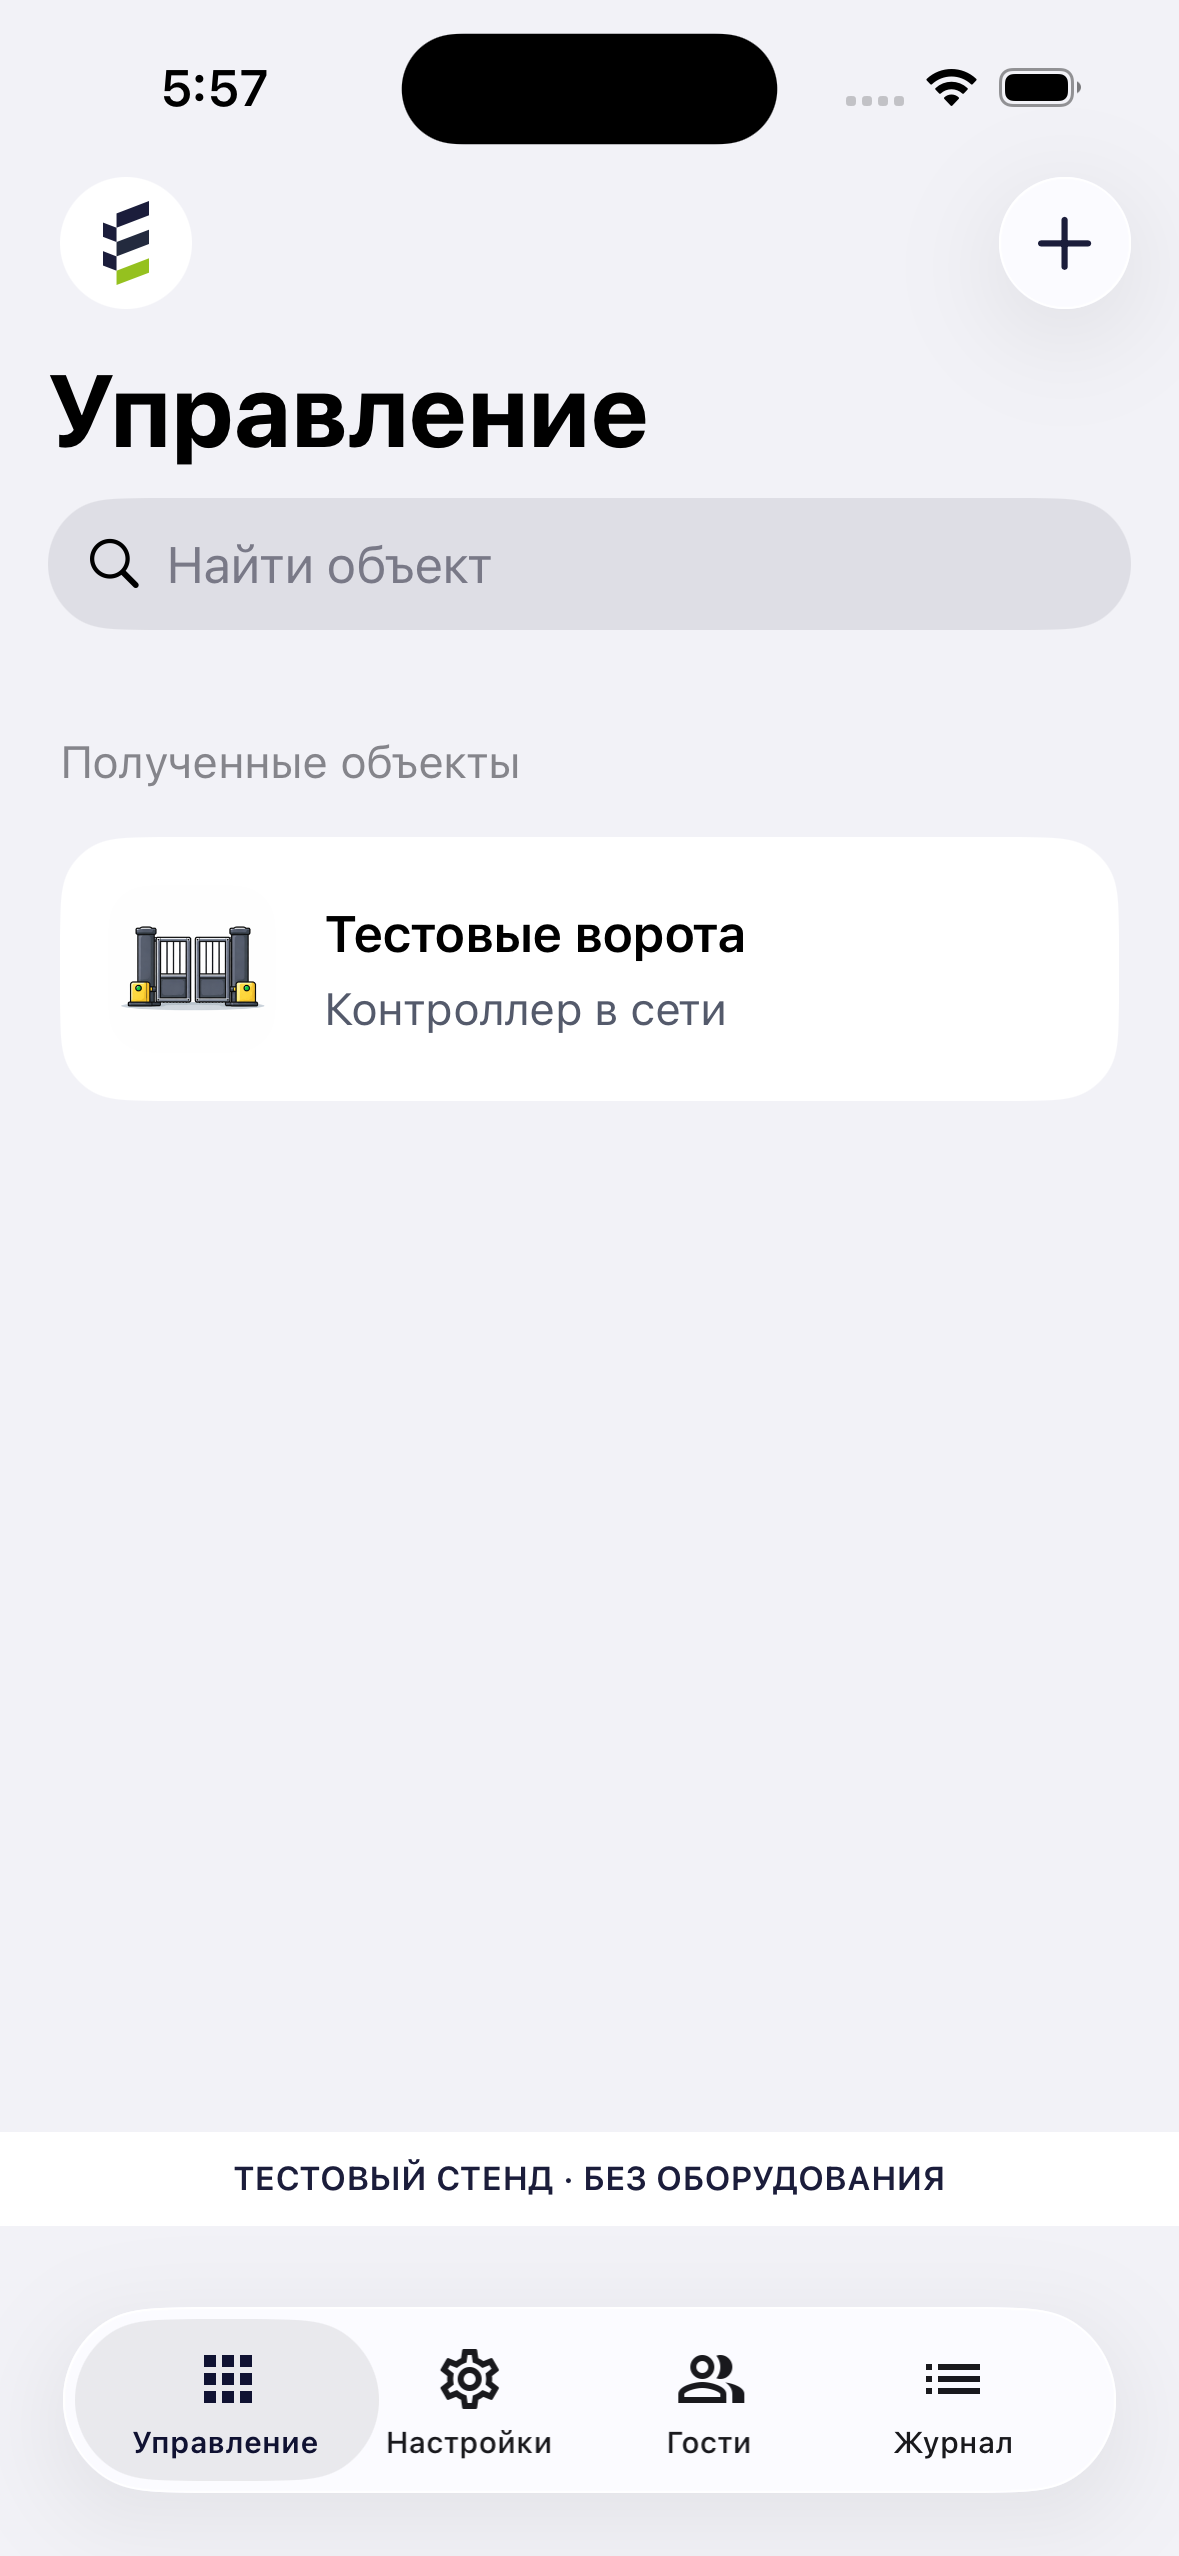 5:57
Управление
Найти объект
Полученные объекты
Тестовые ворота
Контроллер в сети
ТЕСТОВЫЙ СТЕНД · БЕЗ ОБОРУДОВАНИЯ
Управление Настройки Гости Журнал